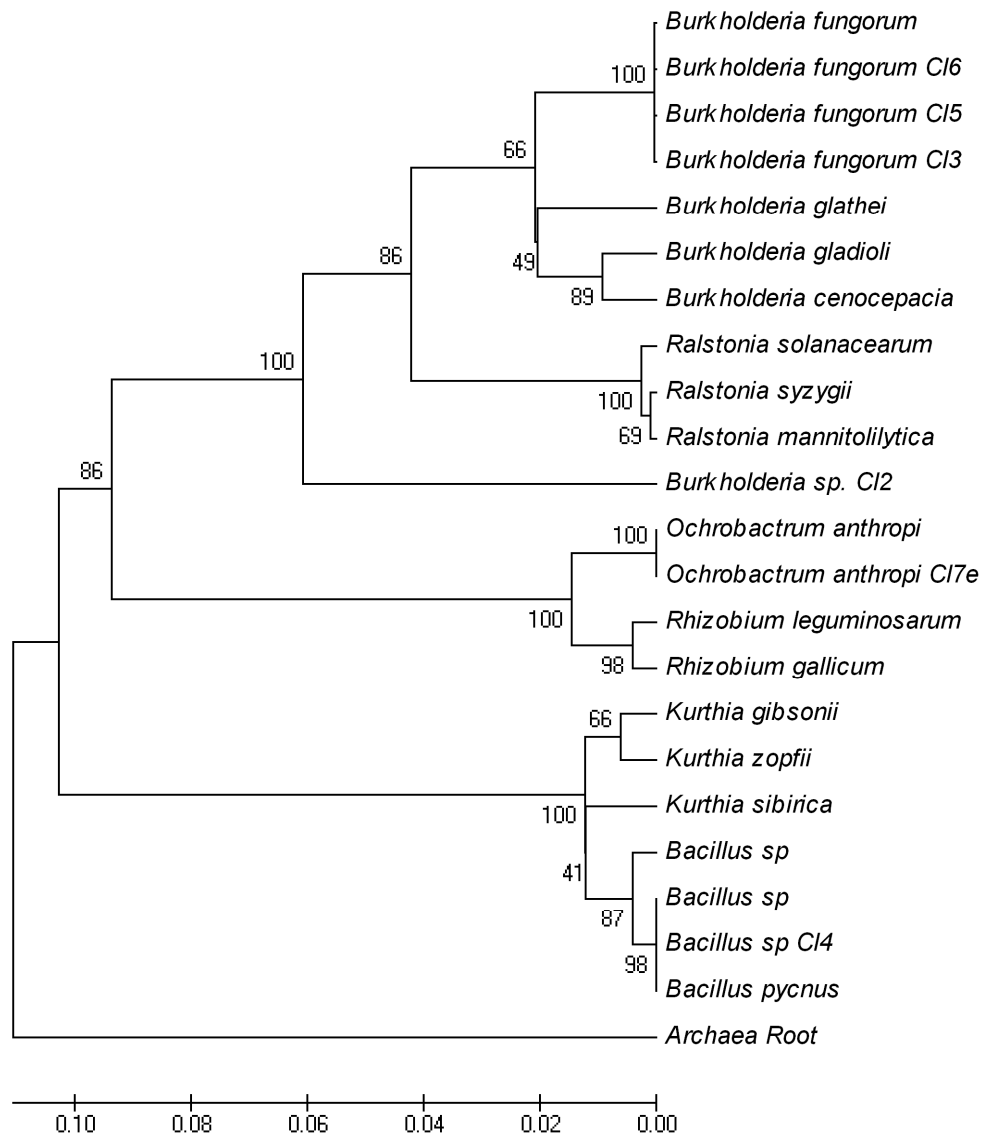 Burkholderia fungorum
100
Burkholderia fungorum Cl6
Burkholderia fungorum Cl5
66
Burkholderia fungorum Cl3
Burkholderia glathei
86
49
Burkholderia gladioli
89
Burkholderia cenocepacia
100
Ralstonia solanacearum
100
Ralstonia syzygii
69
Ralstonia mannitolilytica
86
Burkholderia sp. Cl2
100
Ochrobactrum anthropi
Ochrobactrum anthropi Cl7e
100
Rhizobium leguminosarum
98
Rhizobium gallicum
66
Kurthia gibsonii
Kurthia zopfii
100
Kurthia sibirica
41
Bacillus sp
87
Bacillus sp
Bacillus sp Cl4
98
Bacillus pycnus
Archaea Root
0.10 0.08 0.06 0.04 0.02 0.00